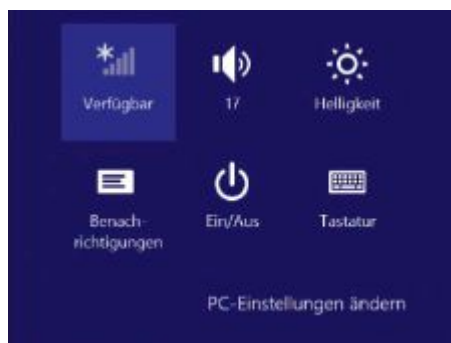 Verfügbar
17
Helligkeit
Benach-
richtigungen
Ein/Aus
Tastatur
PC-Einstellungen ändern